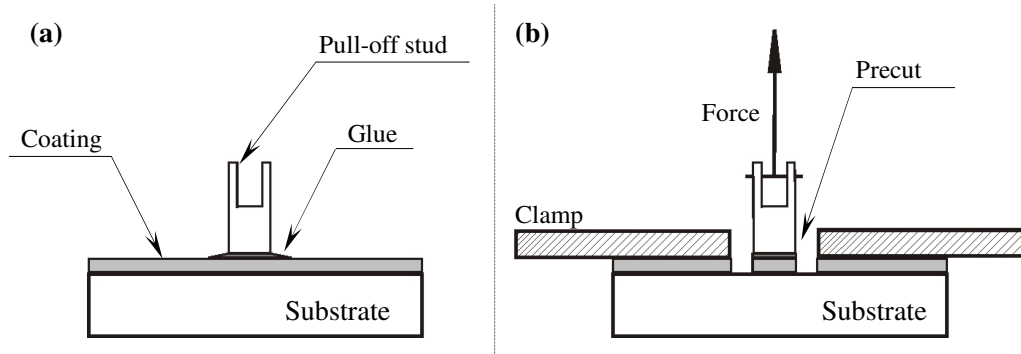 (a)
Pull-off stud
Coating
Glue
Substrate
(b)
Precut
Force
Clamp
Substrate